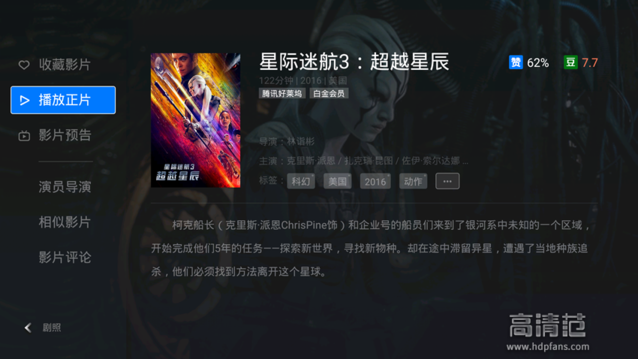 收藏影片
播放正片
影片预告
演员导演
相似影片
影片评论
剧照
星际迷航3
超越星辰
星际迷航3：超越星辰
赞 62% 豆 7.7
122分钟 | 2016 | 美国
腾讯好莱坞 白金会员
导演：林诣彬
主演：克里斯·派恩 / 扎克瑞·昆图 / 佐伊·索尔达娜 ...
标签： 科幻 美国 2016 动作 ...
柯克船长（克里斯·派恩ChrisPine饰）和企业号的船员们来到了银河系中未知的一个区域，
开始完成他们5年的任务——探索新世界，寻找新物种。却在途中滞留异星，遭遇了当地种族追
杀，他们必须找到方法离开这个星球。
高清范
www.hdpfans.com